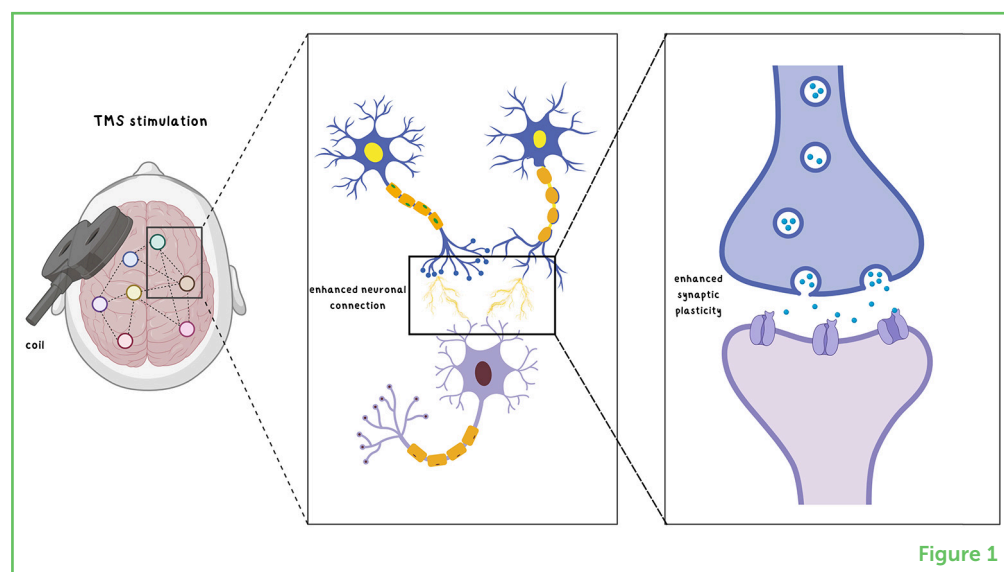 TMS stimulation
coil
enhanced neuronal
connection
enhanced
synaptic
plasticity
Figure 1